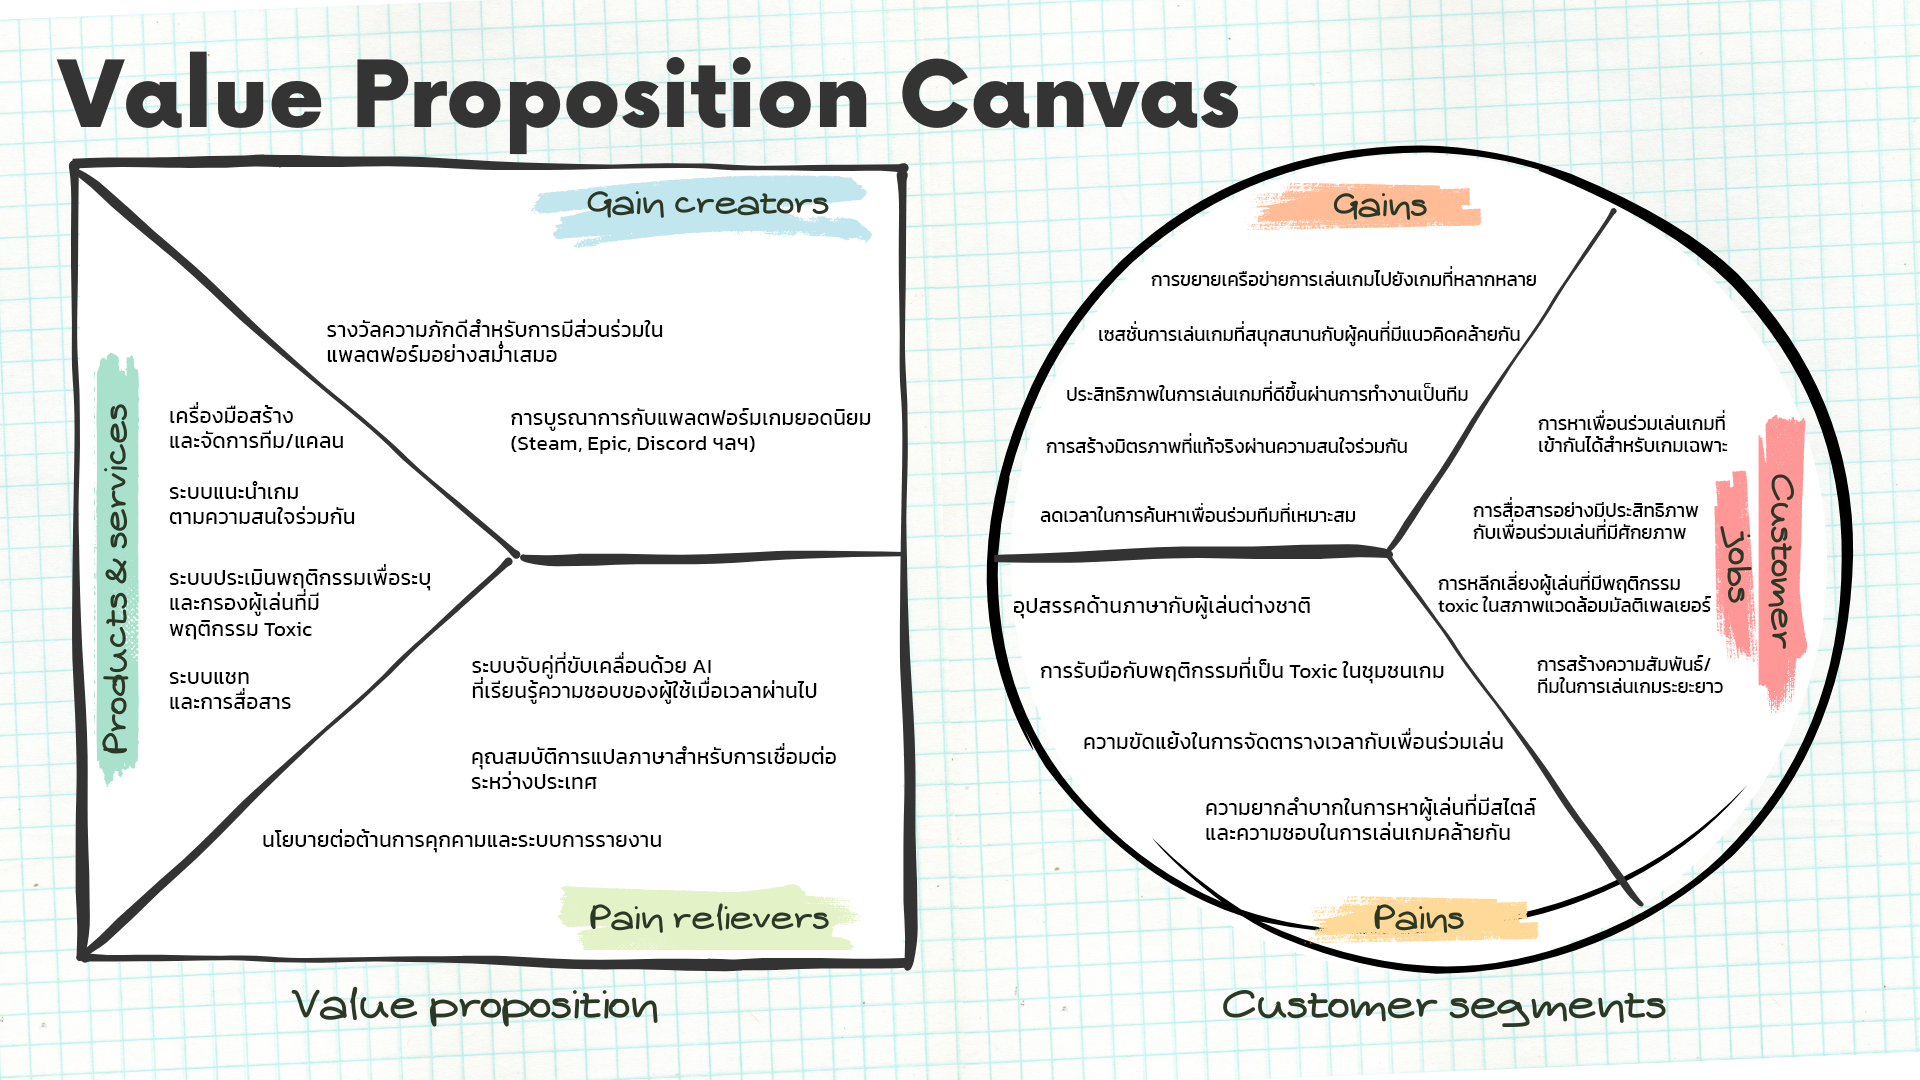 Value Proposition Canvas
Gain creators
รางวัลความภักดีสำหรับการมีส่วนร่วมใน
แพลตฟอร์มอย่างสม่ำเสมอ
การบูรณาการกับแพลตฟอร์มเกมยอดนิยม
(Steam, Epic, Discord ฯลฯ)
Products & services
เครื่องมือสร้าง
และจัดการทีม/แคลน
ระบบแนะนำเกม
ตามความสนใจร่วมกัน
ระบบประเมินพฤติกรรมเพื่อระบุ
และกรองผู้เล่นที่มี
พฤติกรรม Toxic
ระบบแชท
และการสื่อสาร
ระบบจับคู่ที่ขับเคลื่อนด้วย AI
ที่เรียนรู้ความชอบของผู้ใช้เมื่อเวลาผ่านไป
คุณสมบัติการแปลภาษาสำหรับการเชื่อมต่อ
ระหว่างประเทศ
นโยบายต่อต้านการคุกคามและระบบการรายงาน
Pain relievers
Value proposition
Gains
การขยายเครือข่ายการเล่นเกมไปยังเกมที่หลากหลาย
เซสชั่นการเล่นเกมที่สนุกสนานกับผู้คนที่มีแนวคิดคล้ายกัน
ประสิทธิภาพในการเล่นเกมที่ดีขึ้นผ่านการทำงานเป็นทีม
การสร้างมิตรภาพที่แท้จริงผ่านความสนใจร่วมกัน
ลดเวลาในการค้นหาเพื่อนร่วมทีมที่เหมาะสม
Customer
jobs
การหาเพื่อนร่วมเล่นเกมที่
เข้ากันได้สำหรับเกมเฉพาะ
การสื่อสารอย่างมีประสิทธิภาพ
กับเพื่อนร่วมเล่นที่มีศักยภาพ
การหลีกเลี่ยงผู้เล่นที่มีพฤติกรรม
toxic ในสภาพแวดล้อมมัลติเพลเยอร์
การสร้างความสัมพันธ์/
ทีมในการเล่นเกมระยะยาว
อุปสรรคด้านภาษากับผู้เล่นต่างชาติ
การรับมือกับพฤติกรรมที่เป็น Toxic ในชุมชนเกม
ความขัดแย้งในการจัดตารางเวลากับเพื่อนร่วมเล่น
ความยากลำบากในการหาผู้เล่นที่มีสไตล์
และความชอบในการเล่นเกมคล้ายกัน
Pains
Customer segments